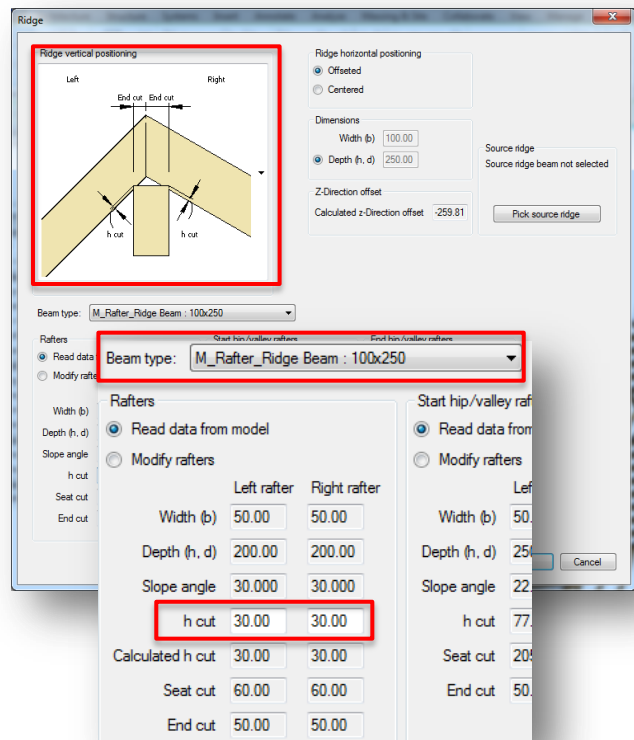 Ridge
Ridge vertical positioning
Left
Right
End cut End cut
h cut
h cut
Ridge horizontal positioning
Offseted
Centered
Dimensions
Width (b) 100.00
Depth (h, d) 250.00
Z-Direction offset
Calculated z-Direction offset -259.81
Source ridge
Source ridge beam not selected
Pick source ridge
Beam type: M_Rafter_Ridge Beam : 100x250
Rafters
Start hip/valley rafters
End hip/valley rafters
Read data
Modify rafte
Width (b)
Depth (h, d)
Slope angle
h cut
Seat cut
End cut
Cancel
Beam type: M_Rafter_Ridge Beam : 100x250
Rafters
Read data from model
Modify rafters
Left rafter Right rafter
Width (b) 50.00 50.00
Depth (h, d) 200.00 200.00
Slope angle 30.000 30.000
h cut 30.00 30.00
Calculated h cut 30.00 30.00
Seat cut 60.00 60.00
End cut 50.00 50.00
Start hip/valley raf
Read data from
Modify rafters
Lef
Width (b) 50.
Depth (h, d) 250
Slope angle 22.
h cut 77.
Seat cut 205
End cut 50.